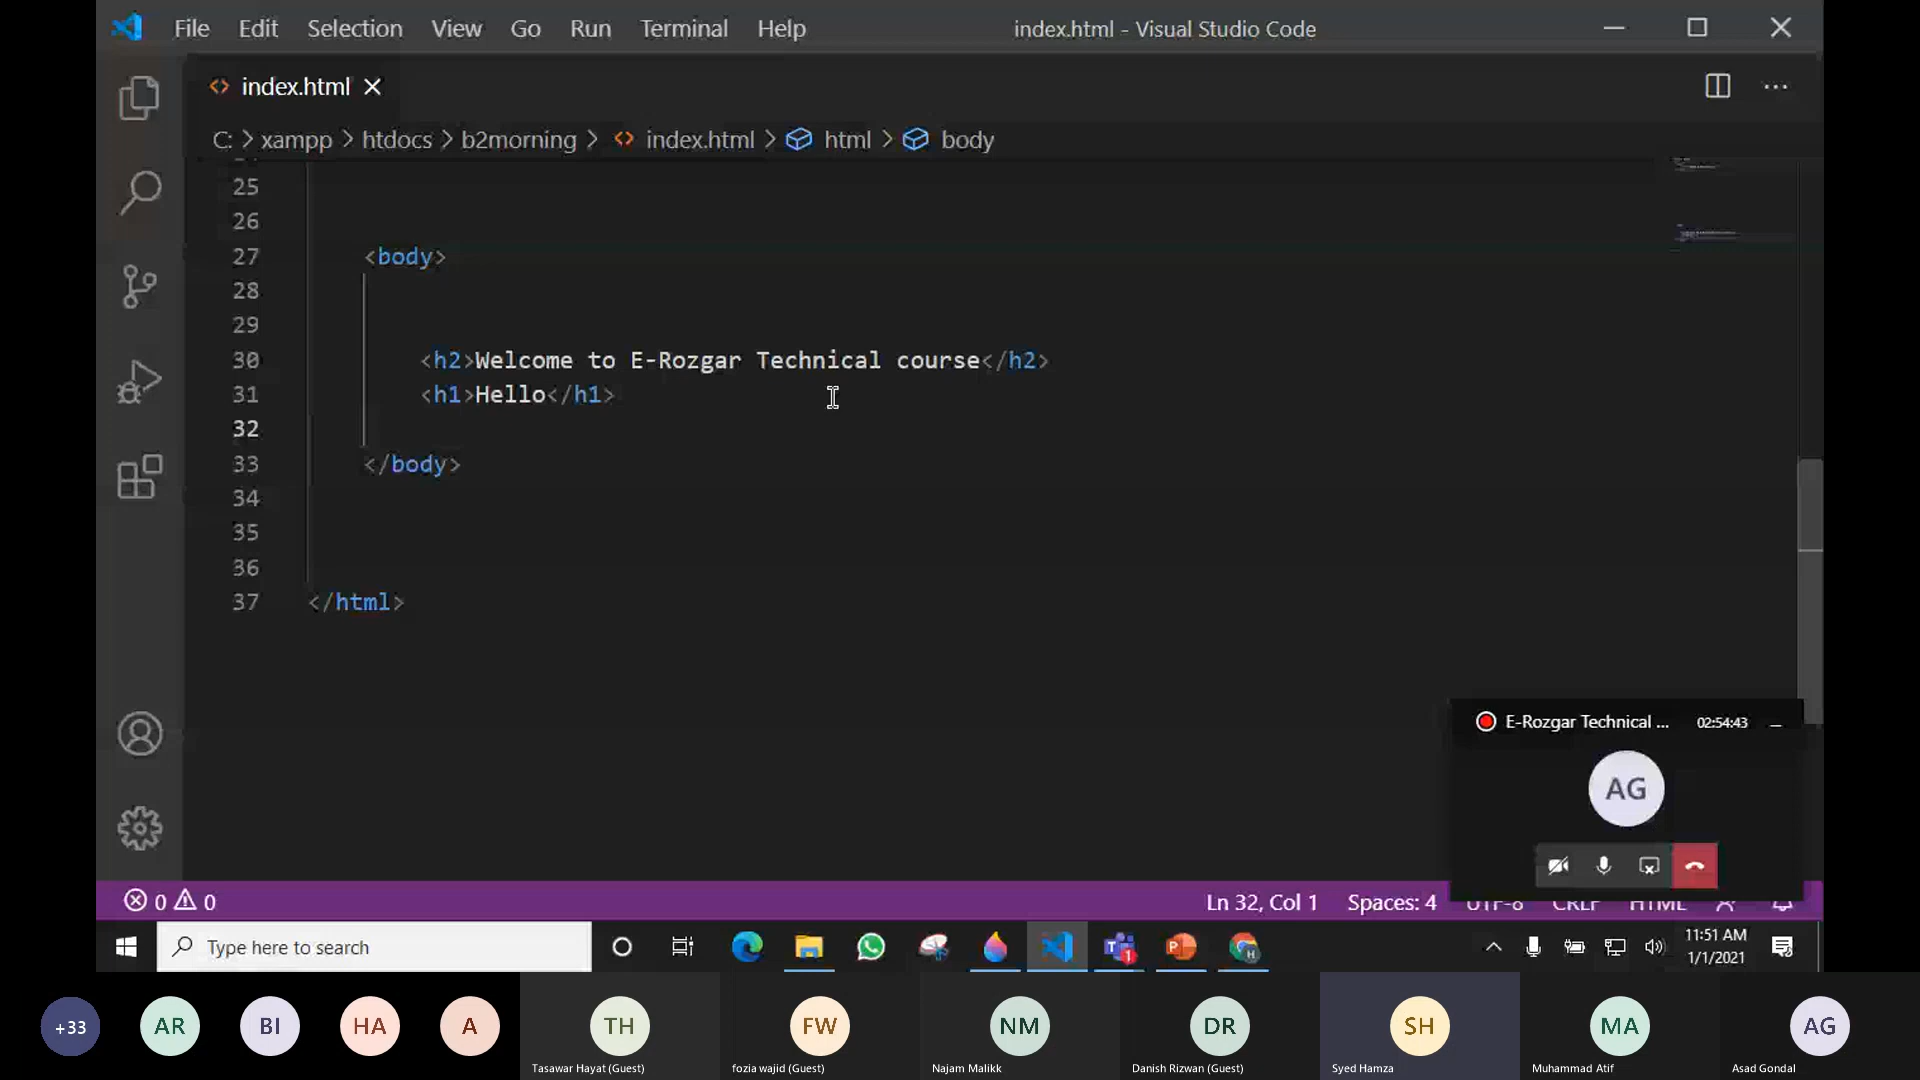 File Edit Selection View Go Run Terminal Help index.html - Visual Studio Code
index.html
C: > xampp > htdocs > b2morning > index.html > html > body
25
26
27 <body>
28
29
30 <h2>Welcome to E-Rozgar Technical course</h2>
31 <h1>Hello</h1>
32
33 </body>
34
35
36
37 </html>
E-Rozgar Technical ... 02:54:43
AG
0 0 Ln 32, Col 1 Spaces: 4 UTF-8 CRLF HTML
Type here to search
1
11:51 AM
1/1/2021
+33 AR BI HA A TH FW NM DR SH MA AG
Tasawar Hayat (Guest) fozia wajid (Guest) Najam Malikk Danish Rizwan (Guest) Syed Hamza Muhammad Atif Asad Gondal